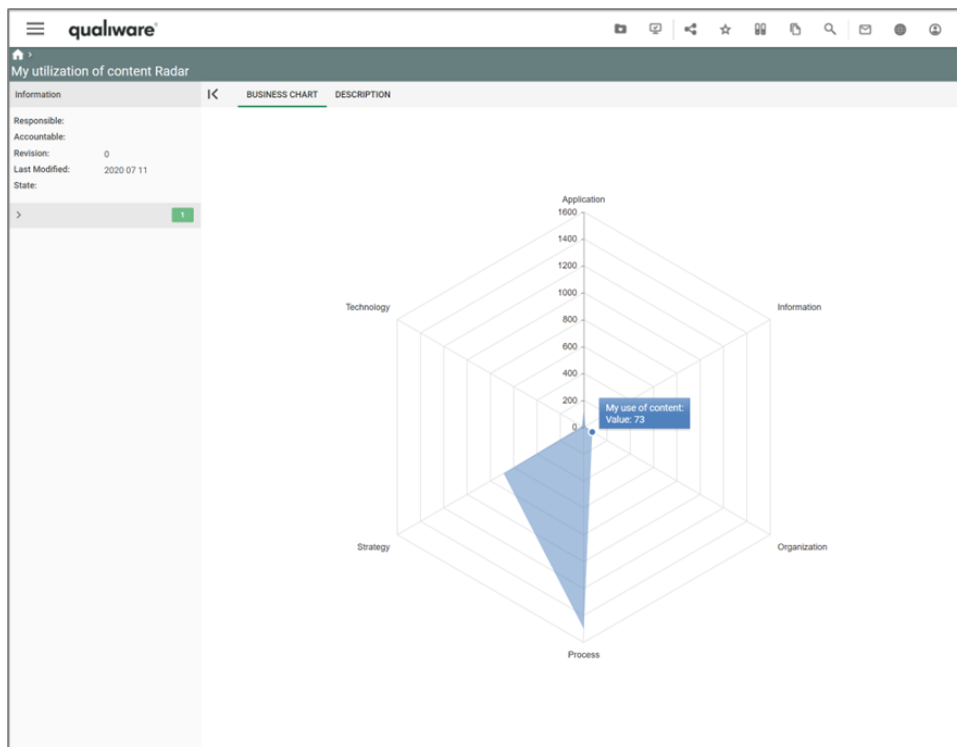 qualiware®
My utilization of content Radar
Information
BUSINESS CHART
DESCRIPTION
Responsible:
Accountable:
Revision: 0
Last Modified: 2020 07 11
State:
1
Application
1600
1400
1200
1000
800
600
400
200
0
Technology
Information
My use of content:
Value: 73
Strategy
Organization
Process